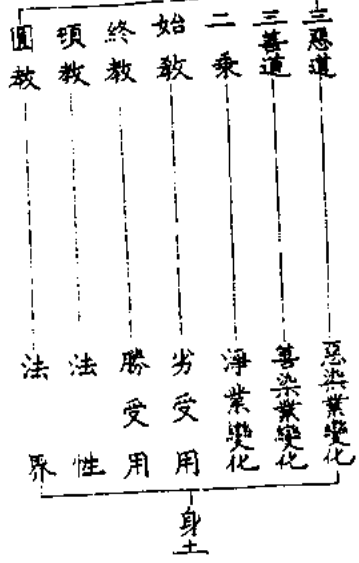 三惡道 惡染業變化
三善道 善染業變化
二乘 淨業變化
始教 劣受用
終教 勝受用
頓教 法性
圓教 法界
身土